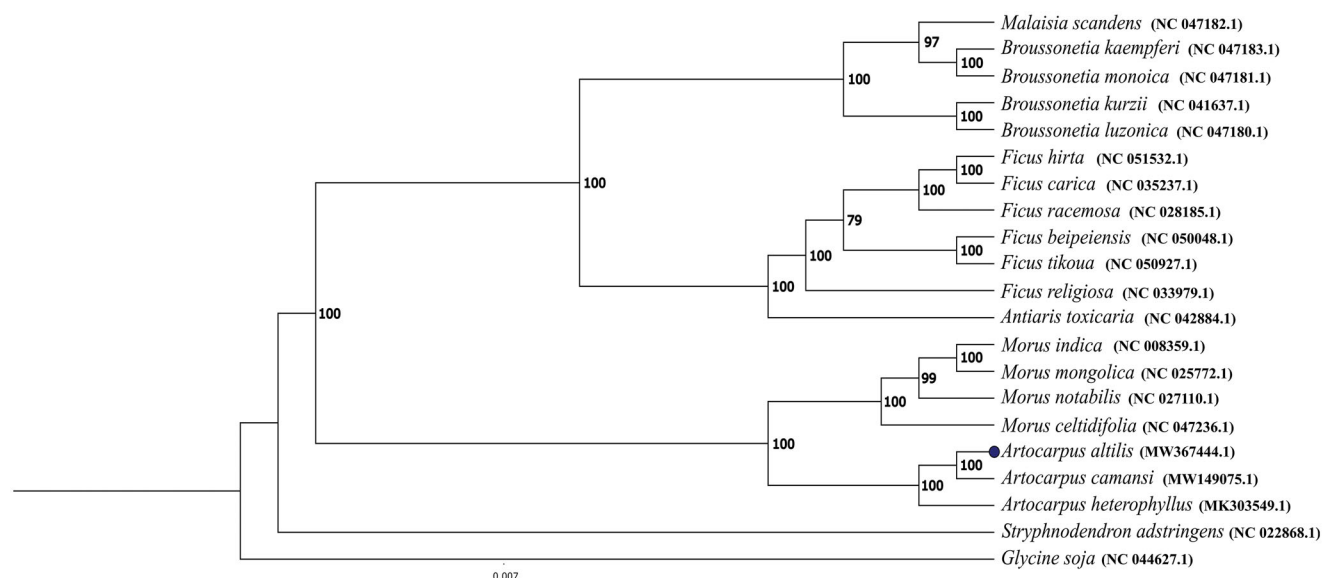 Malaisia scandens (NC 047182.1)
97
Broussonetia kaempferi (NC 047183.1)
100
Broussonetia monoica (NC 047181.1)
100
Broussonetia kurzii (NC 041637.1)
100
Broussonetia luzonica (NC 047180.1)
Ficus hirta (NC 051532.1)
100
Ficus carica (NC 035237.1)
100
100
Ficus racemosa (NC 028185.1)
79
Ficus beipeiensis (NC 050048.1)
100
100
Ficus tikoua (NC 050927.1)
100
Ficus religiosa (NC 033979.1)
100
Antiaris toxicaria (NC 042884.1)
Morus indica (NC 008359.1)
100
Morus mongolica (NC 025772.1)
99
Morus notabilis (NC 027110.1)
100
Morus celtidifolia (NC 047236.1)
100
Artocarpus altilis (MW367444.1)
100
Artocarpus camansi (MW149075.1)
100
Artocarpus heterophyllus (MK303549.1)
Stryphnodendron adstringens (NC 022868.1)
Glycine soja (NC 044627.1)
0.007